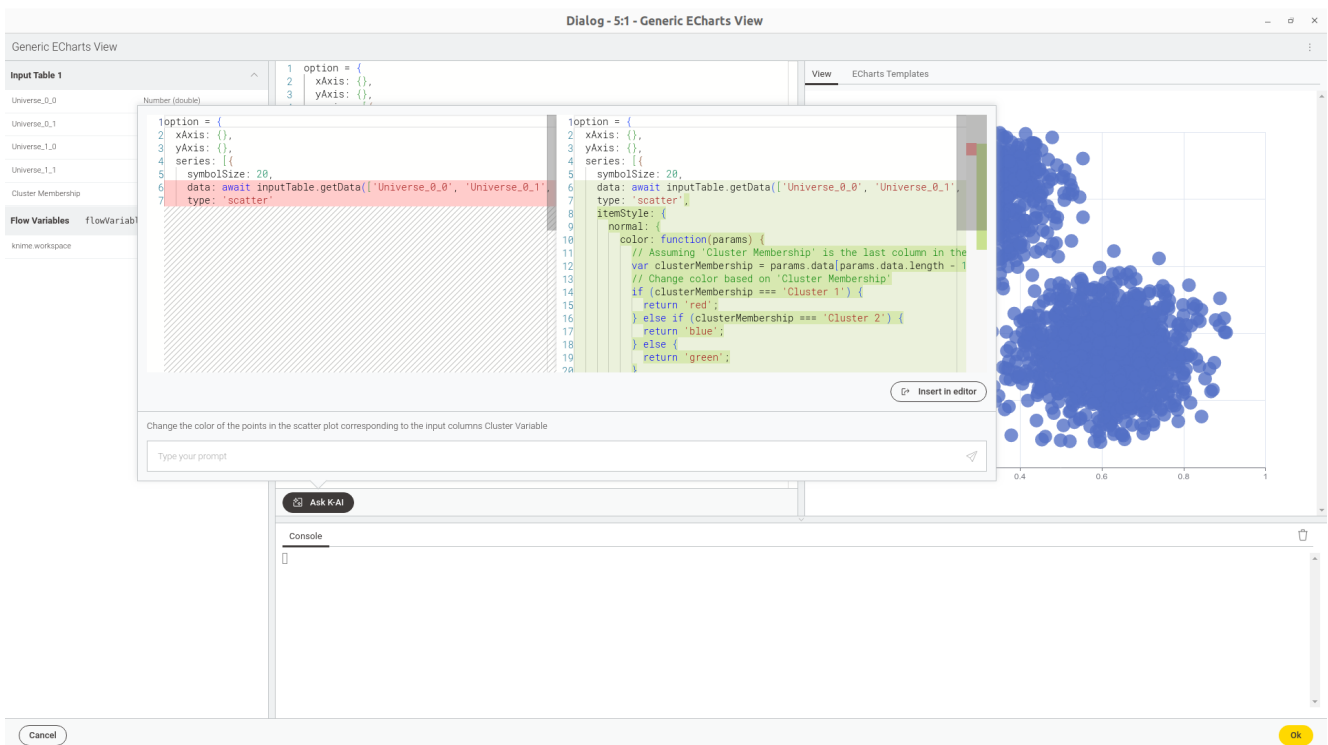 Dialog - 5:1 - Generic ECharts View
Generic ECharts View
Input Table 1
Universe_0_0 Number (double)
Universe_0_1
Universe_1_0
Universe_1_1
Cluster Membership
Flow Variables flowVariabl
knime.workspace
1 option = {
2 xAxis: {},
3 yAxis: {},
1option = {
2 xAxis: {},
3 yAxis: {},
4 series: [{
5 symbolSize: 20,
6 data: await inputTable.getData(['Universe_0_0', 'Universe_0_1',
7 type: 'scatter'
1option = {
2 xAxis: {},
3 yAxis: {},
4 series: [{
5 symbolSize: 20,
6 data: await inputTable.getData(['Universe_0_0', 'Universe_0_1',
7 type: 'scatter',
8 itemStyle: {
9 normal: {
10 color: function(params) {
11 // Assuming 'Cluster Membership' is the last column in the
12 var clusterMembership = params.data[params.data.length - 1
13 // Change color based on 'Cluster Membership'
14 if (clusterMembership === 'Cluster 1') {
15 return 'red';
16 } else if (clusterMembership === 'Cluster 2') {
17 return 'blue';
18 } else {
19 return 'green';
20 }
Insert in editor
Change the color of the points in the scatter plot corresponding to the input columns Cluster Variable
Type your prompt
Ask K-AI
View ECharts Templates
0.4 0.6 0.8 1
Console
Cancel
Ok